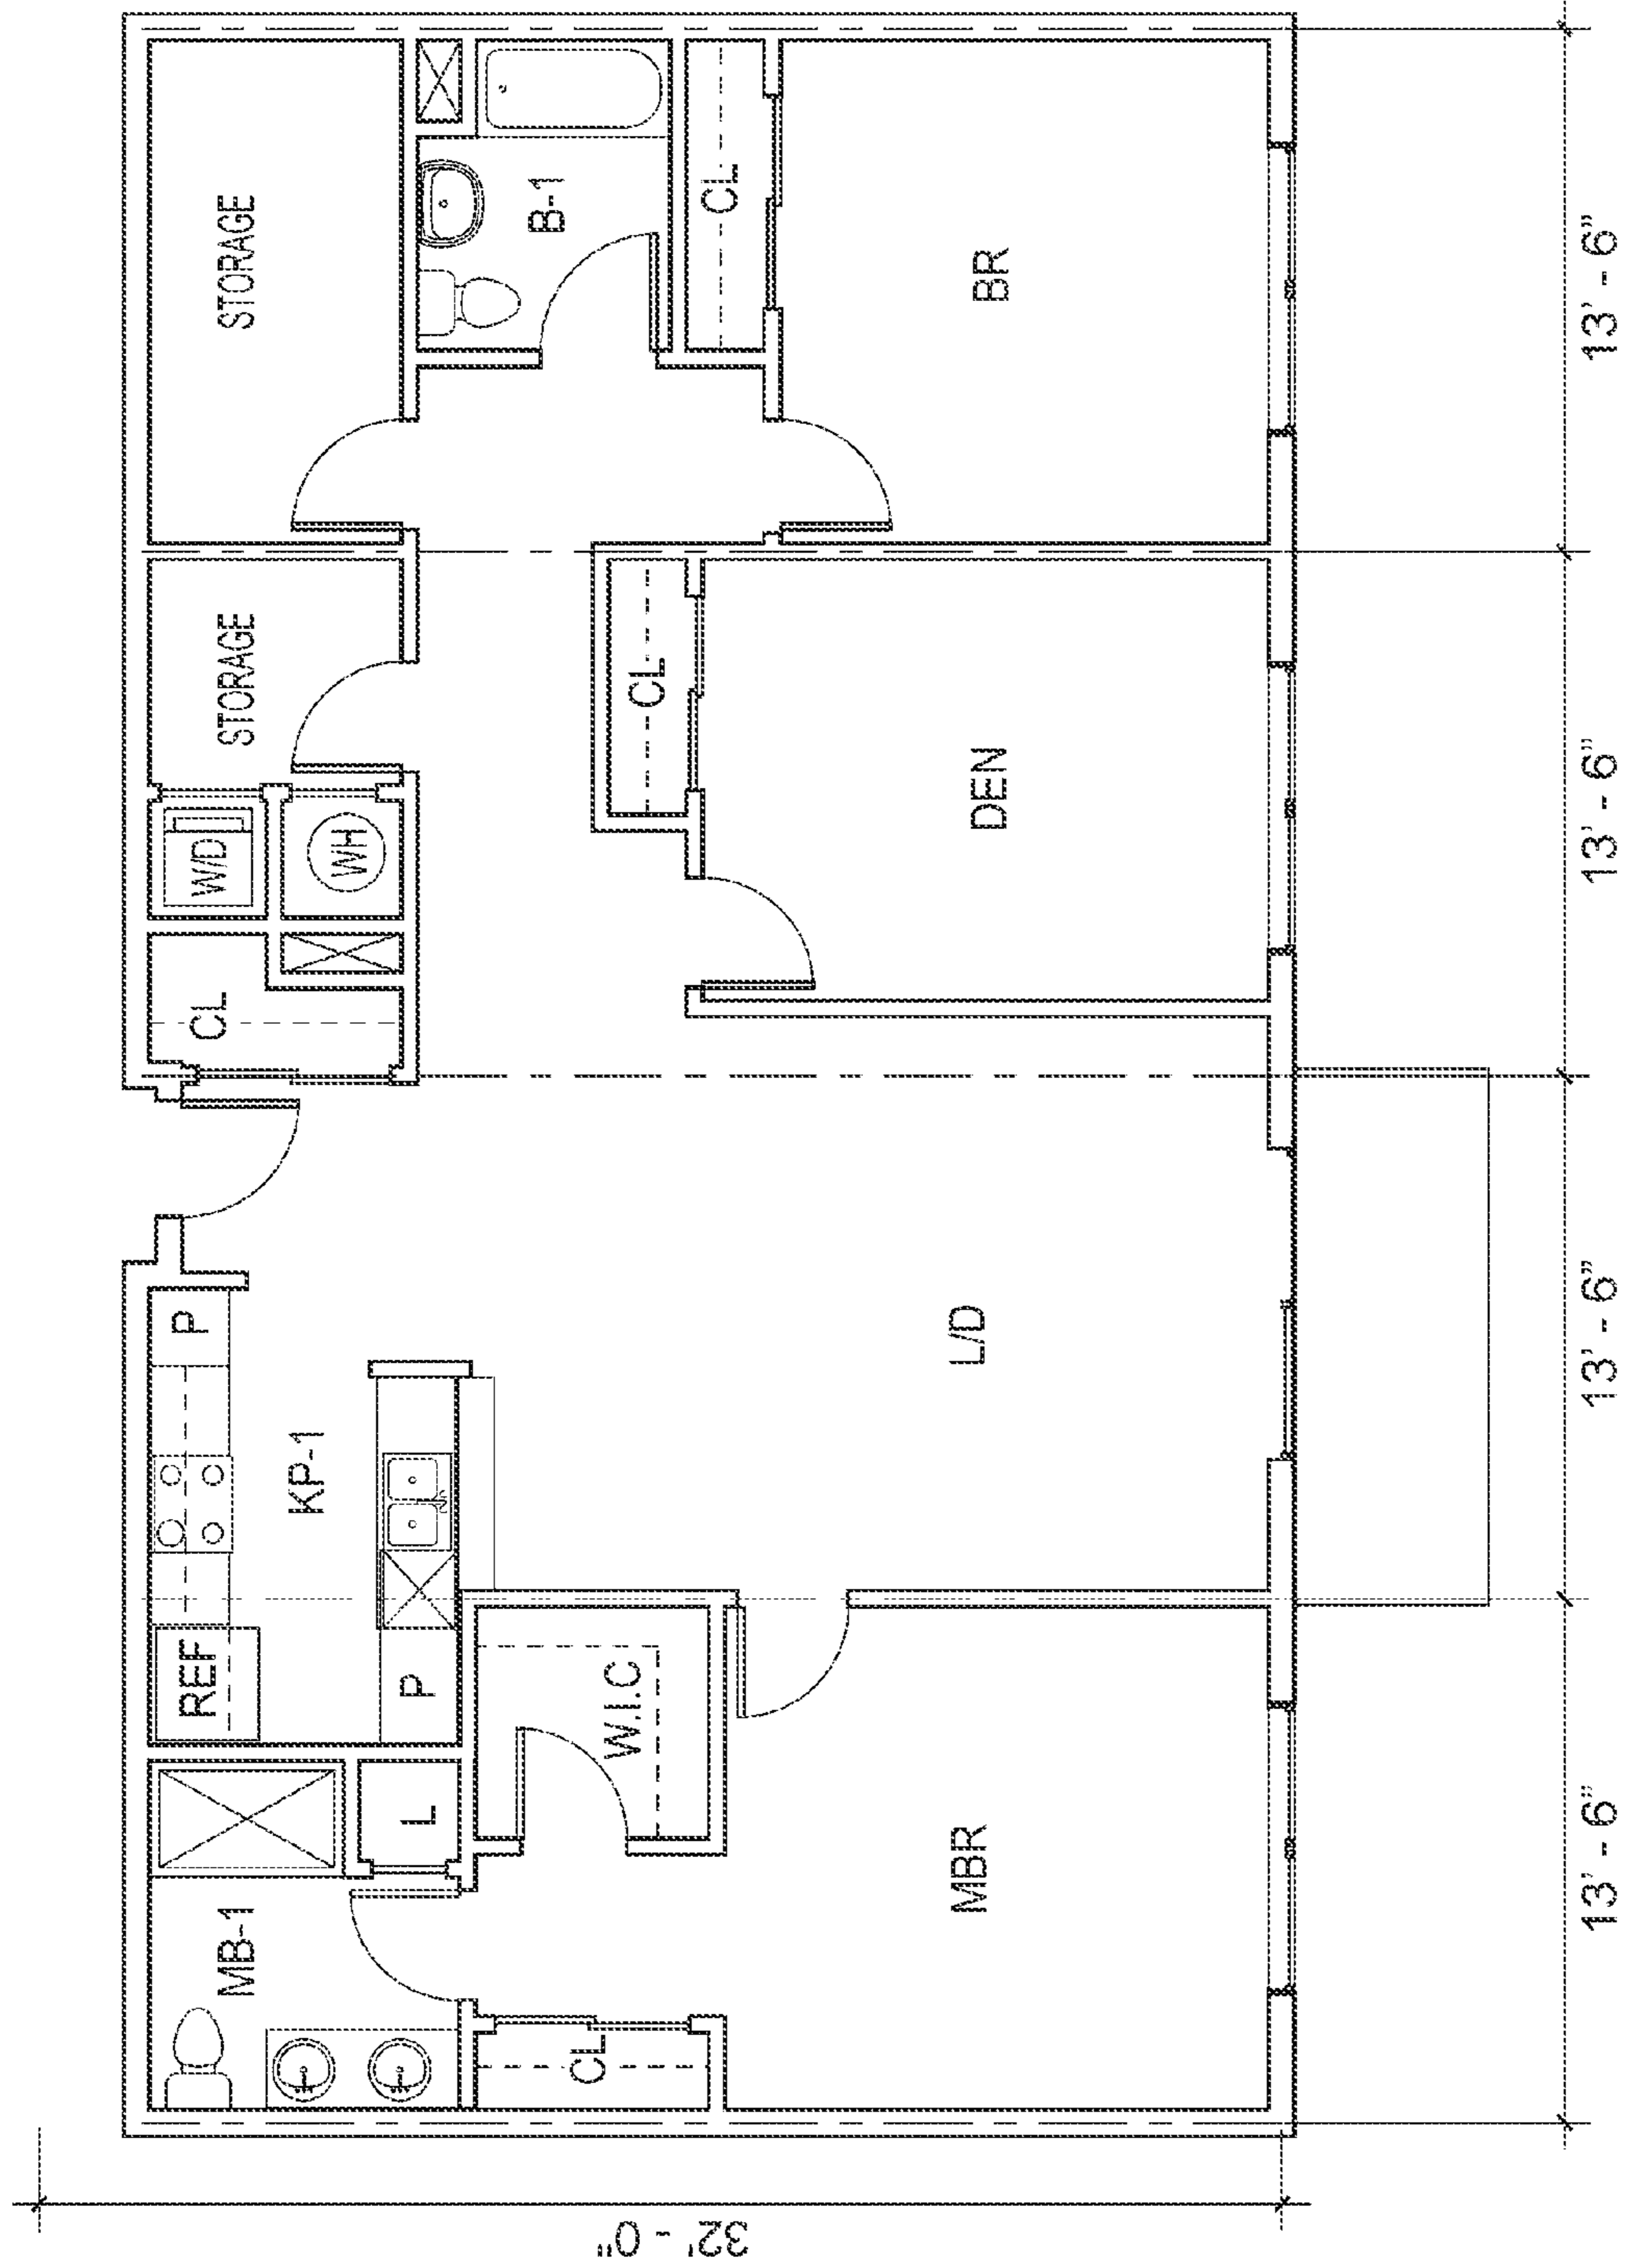 MB-1
L
REF
P
KP-1
P
CL
W/D
WH
STORAGE
STORAGE
B-1
CL
W.I.C
CL
CL
MBR
L/D
DEN
BR
32' - 0"
13' - 6"
13' - 6"
13' - 6"
13' - 6"